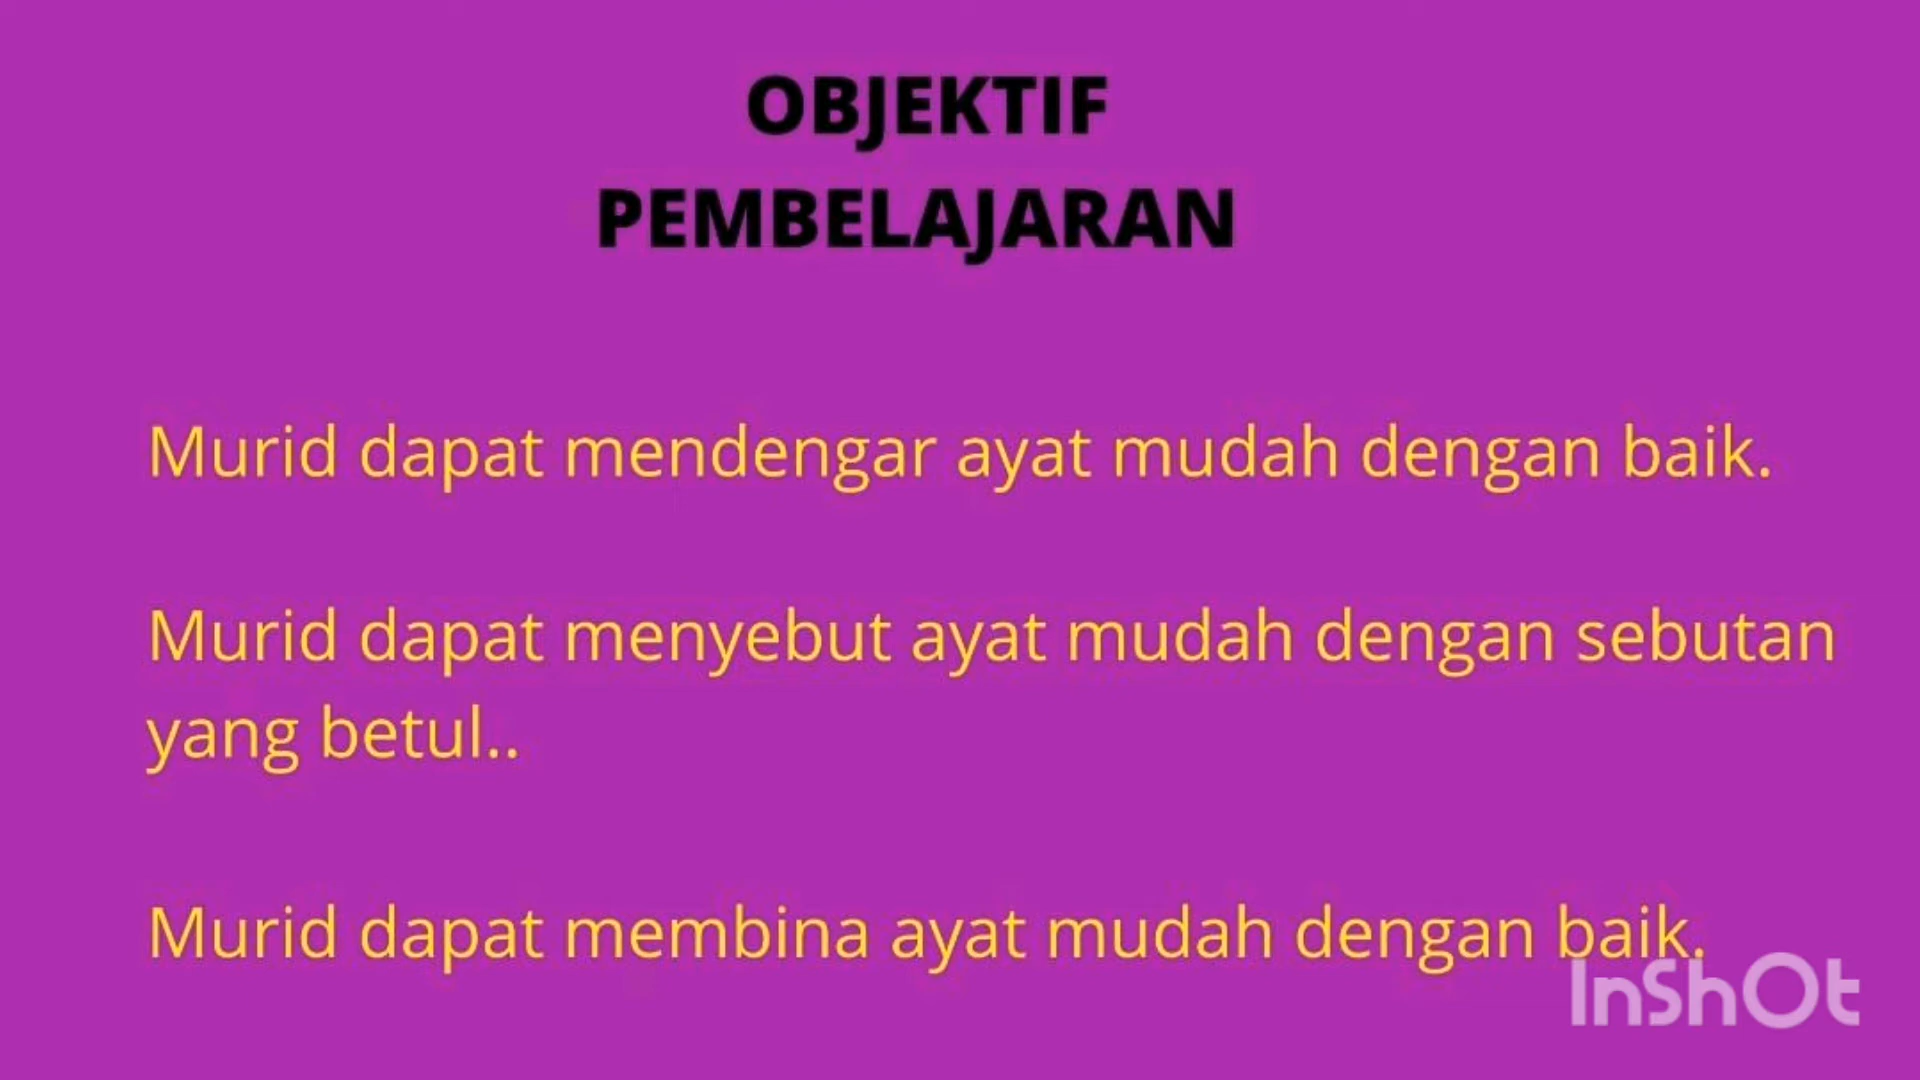 OBJEKTIF
PEMBELAJARAN
Murid dapat mendengar ayat mudah dengan baik.
Murid dapat menyebut ayat mudah dengan sebutan
yang betul..
Murid dapat membina ayat mudah dengan baik.
InShOt